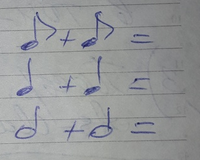 ♪ + ♪ =
♩ + ♩ =
𝅗𝅥 + 𝅗𝅥 =